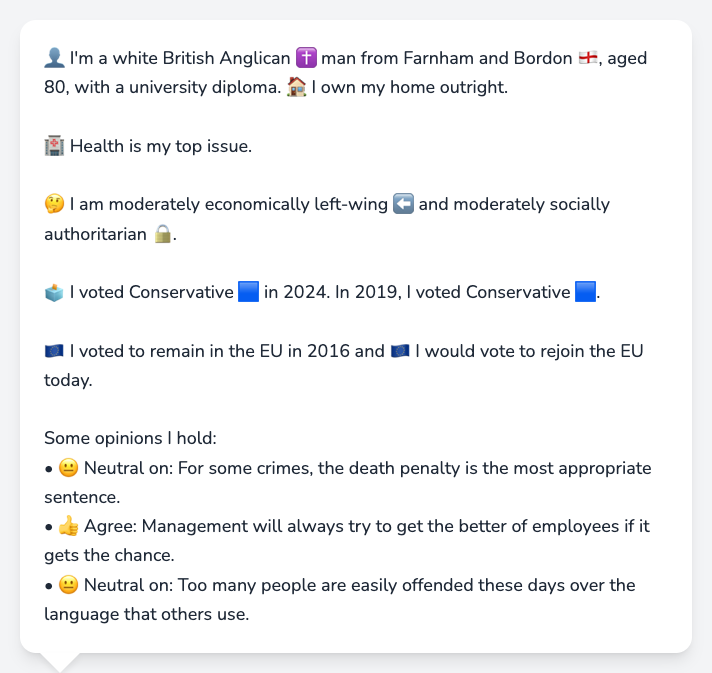 👤 I'm a white British Anglican ✝️ man from Farnham and Bordon 🏴󠁧󠁢󠁥󠁮󠁧󠁿, aged
80, with a university diploma. 🏠 I own my home outright.
🏥 Health is my top issue.
🤔 I am moderately economically left-wing ⬅️ and moderately socially
authoritarian 🔒.
🗳️ I voted Conservative 🟦 in 2024. In 2019, I voted Conservative 🟦.
🇪🇺 I voted to remain in the EU in 2016 and 🇪🇺 I would vote to rejoin the EU
today.
Some opinions I hold:
• 😐 Neutral on: For some crimes, the death penalty is the most appropriate
sentence.
• 👍 Agree: Management will always try to get the better of employees if it
gets the chance.
• 😐 Neutral on: Too many people are easily offended these days over the
language that others use.